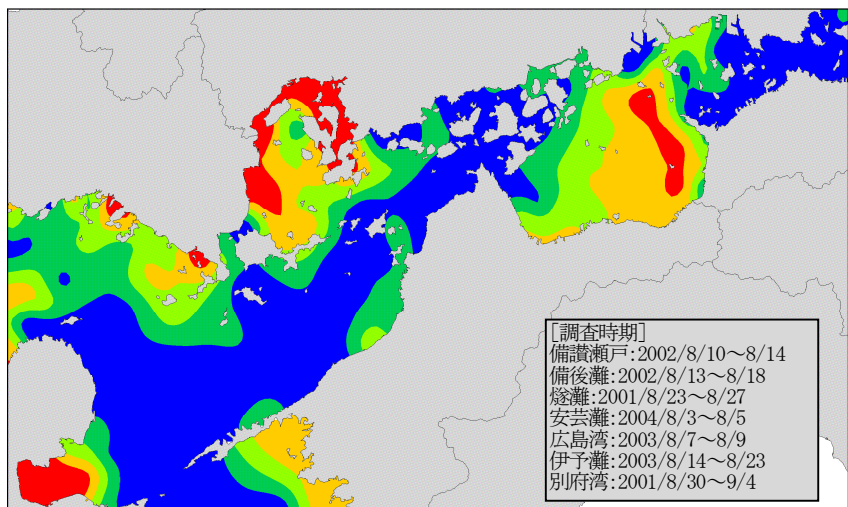 [調査時期]
備讃瀬戸:2002/8/10～8/14
備後灘:2002/8/13～8/18
燧灘:2001/8/23～8/27
安芸灘:2004/8/3～8/5
広島湾:2003/8/7～8/9
伊予灘:2003/8/14～8/23
別府湾:2001/8/30～9/4